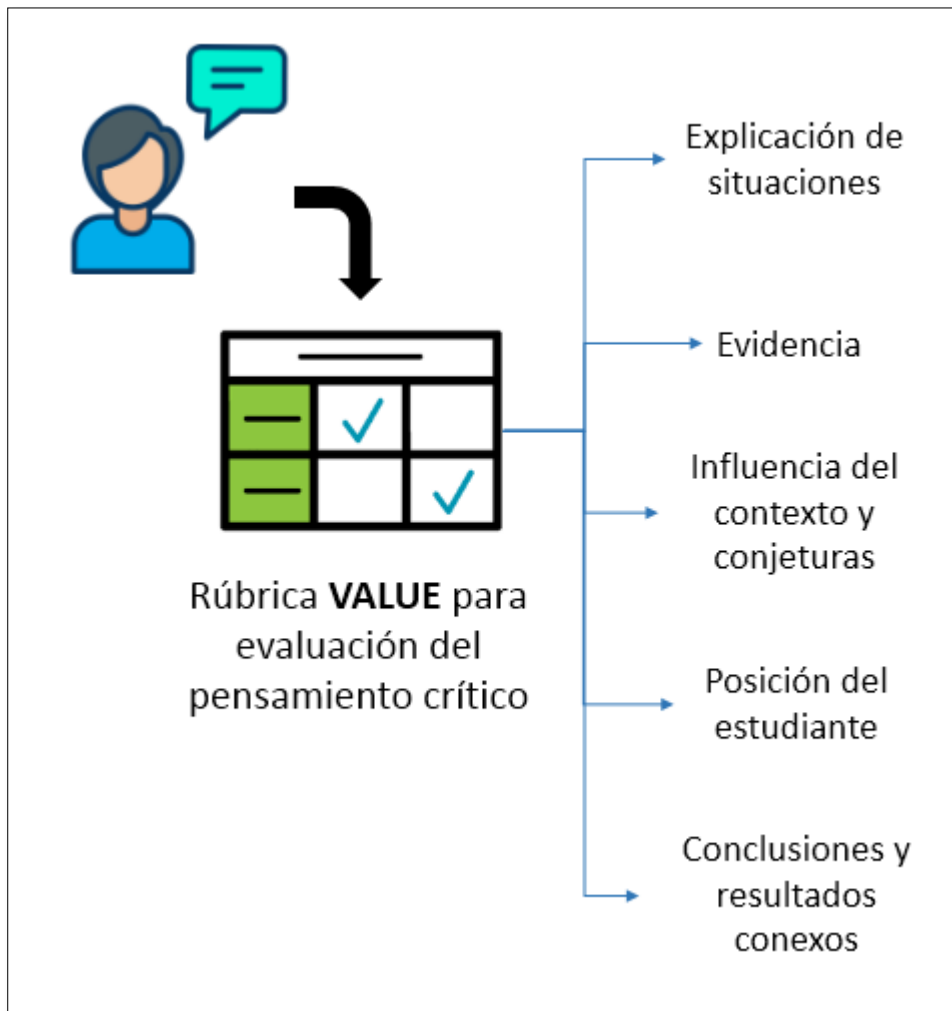 Explicación de
situaciones
Evidencia
Influencia del
contexto y
conjeturas
Rúbrica VALUE para
evaluación del
pensamiento crítico
Posición del
estudiante
Conclusiones y
resultados
conexos